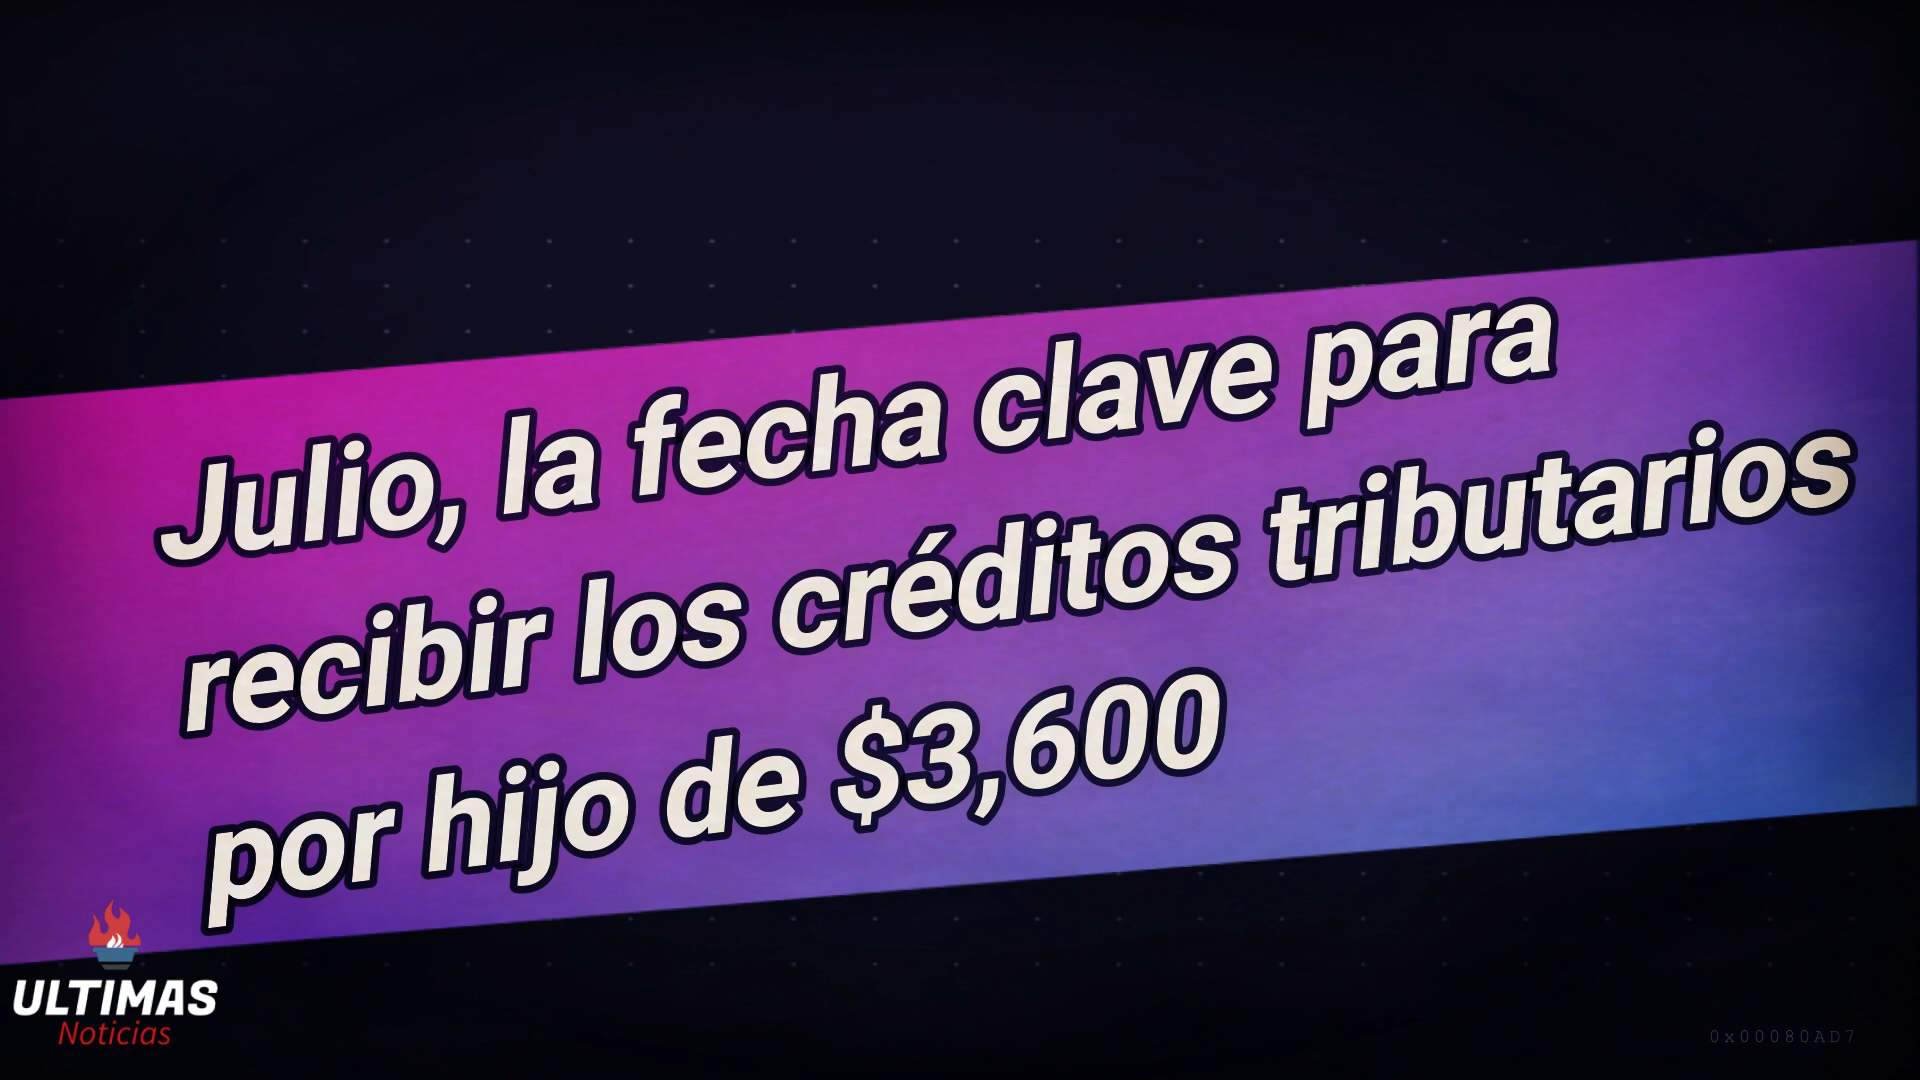 Julio, la fecha clave para
recibir los créditos tributarios
por hijo de $3,600
ULTIMAS
Noticias
0x00080AD7